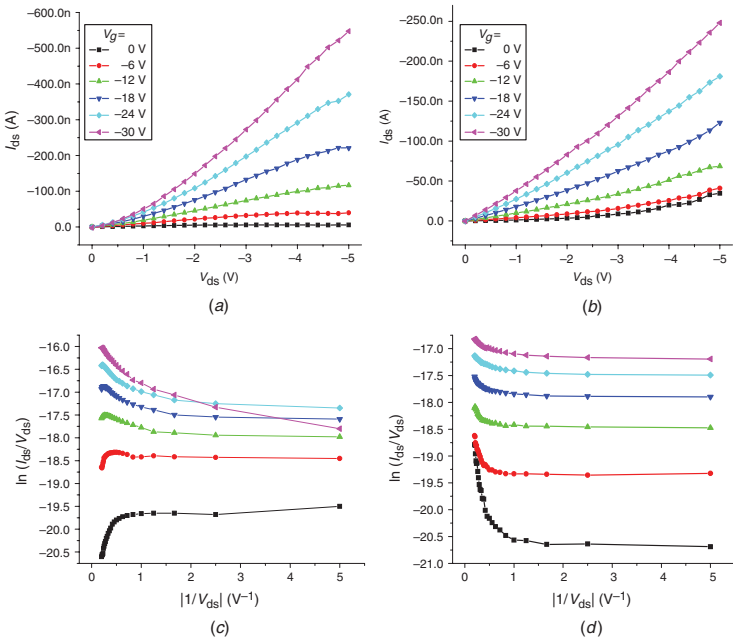 −600.0n
−500.0n
−400.0n
−300.0n
−200.0n
−100.0n
0.0
Ids (A)
Vg=
0 V
−6 V
−12 V
−18 V
−24 V
−30 V
0 −1 −2 −3 −4 −5
Vds (V)
(a)
−250.0n
−200.0n
−150.0n
−100.0n
−50.0n
0.0
Ids (A)
Vg=
0 V
−6 V
−12 V
−18 V
−24 V
−30 V
0 −1 −2 −3 −4 −5
Vds (V)
(b)
−16.0
−16.5
−17.0
−17.5
−18.0
−18.5
−19.0
−19.5
−20.0
−20.5
ln (Ids/Vds)
0 1 2 3 4 5
|1/Vds| (V−1)
(c)
−17.0
−17.5
−18.0
−18.5
−19.0
−19.5
−20.0
−20.5
−21.0
ln (Ids/Vds)
0 1 2 3 4 5
|1/Vds| (V−1)
(d)